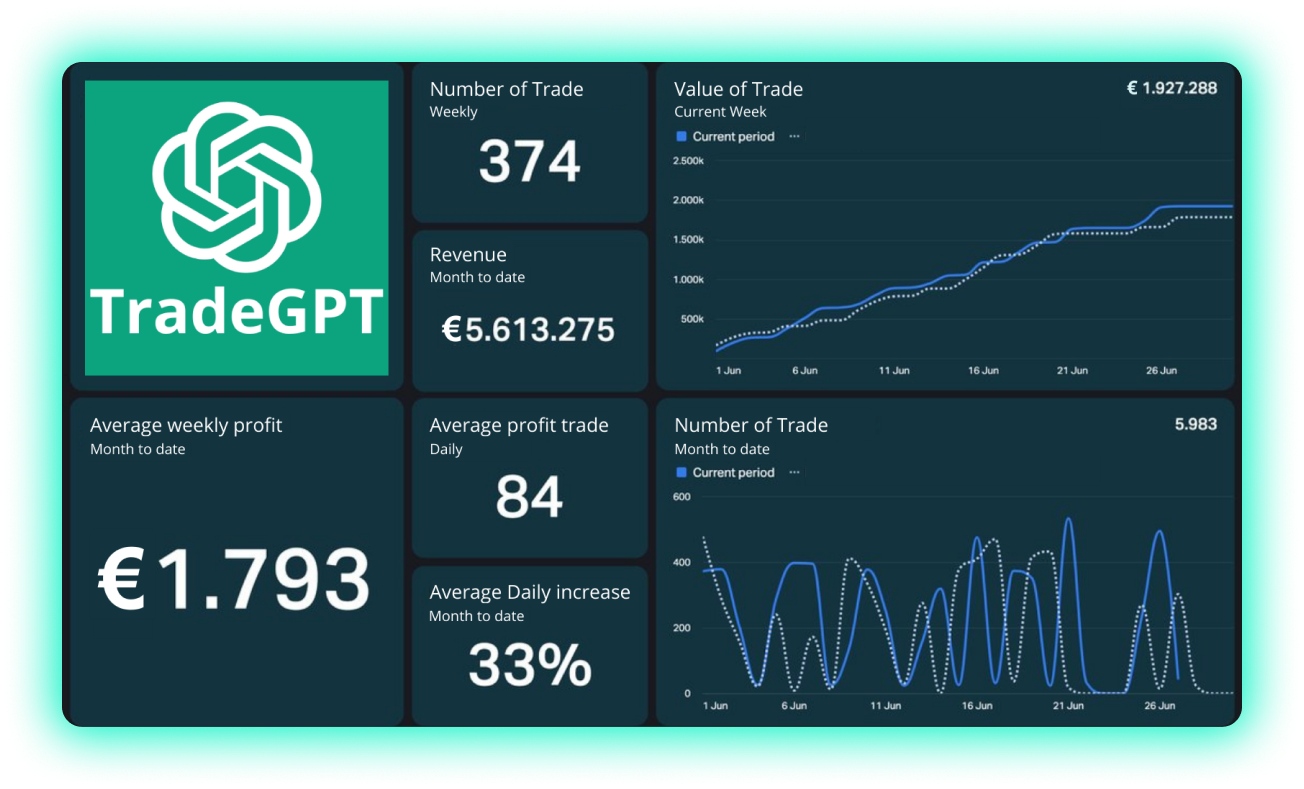 TradeGPT
Number of Trade
Weekly
374
Revenue
Month to date
€5.613.275
Value of Trade
€ 1.927.288
Current Week
Current period ···
2.500k
2.000k
1.500k
1.000k
500k
1 Jun 6 Jun 11 Jun 16 Jun 21 Jun 26 Jun
Average weekly profit
Month to date
€1.793
Average profit trade
Daily
84
Average Daily increase
Month to date
33%
Number of Trade
5.983
Month to date
Current period ···
600
400
200
0
1 Jun 6 Jun 11 Jun 16 Jun 21 Jun 26 Jun